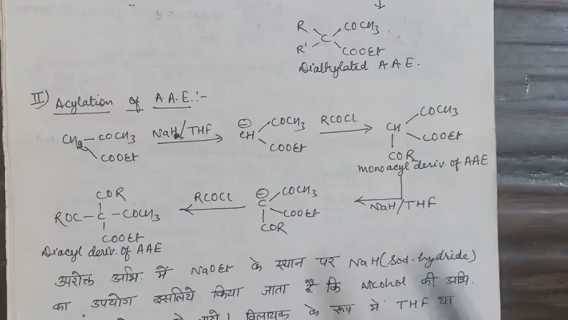 R COCH3
C
R' COOEt
Dialkylated A.A.E.
II) Acylation of A.A.E.:-
CH2 COCH3 NaH/THF ⊖CH COCH3 RCOCl CH COCH3
COOEt COOEt COOEt
COR
monoacyl deriv. of AAE
COR RCOCl ⊖C COCH3 NaH/THF
ROC-C-COCH3 COOEt
COOEt COR
Diacyl deriv. of AAE
उपरोक्त अभि. में NaOEt के स्थान पर NaH (sod. hydride)
का उपयोग इसलिये किया जाता है कि Alcohol की अभि.
विलायक के रूप में THF या